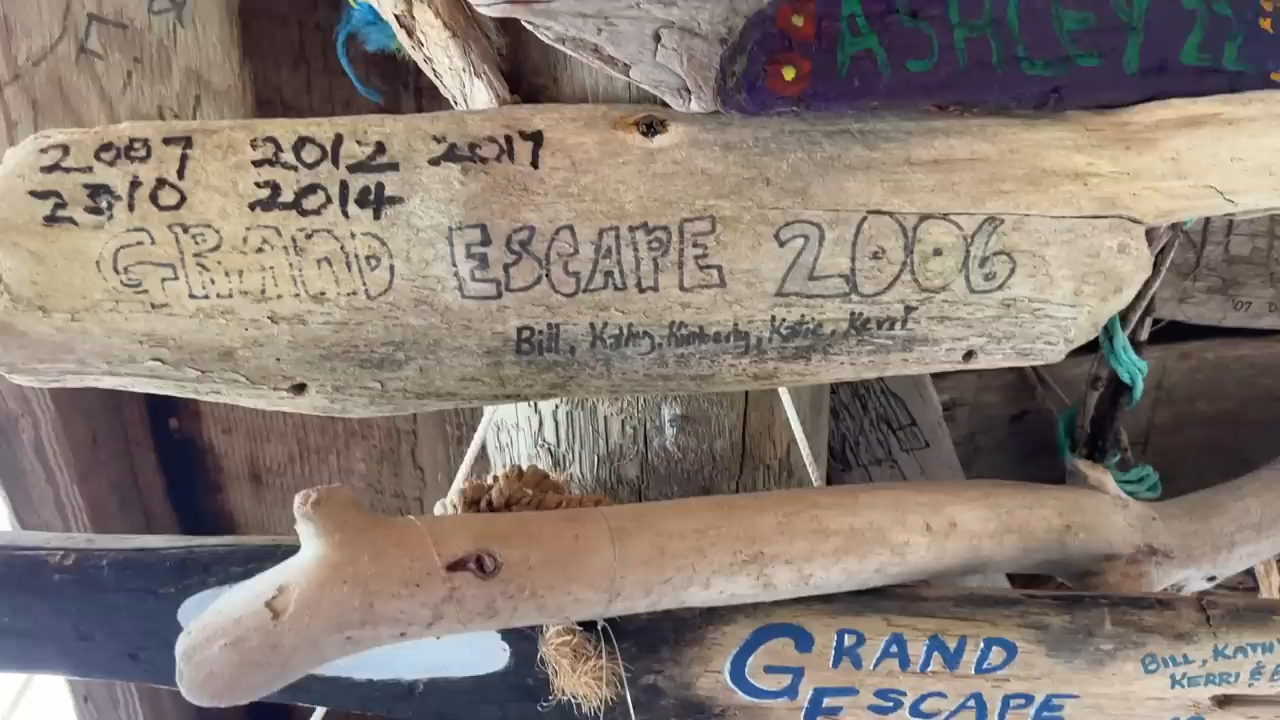 ASHLEY 22
2007 2012 2017
2010 2014
GRAND ESCAPE 2006
Bill, Kathy, Kimberly, Katie, Kerri
'07
GRAND
ESCAPE
BILL, KATH
KERRI &